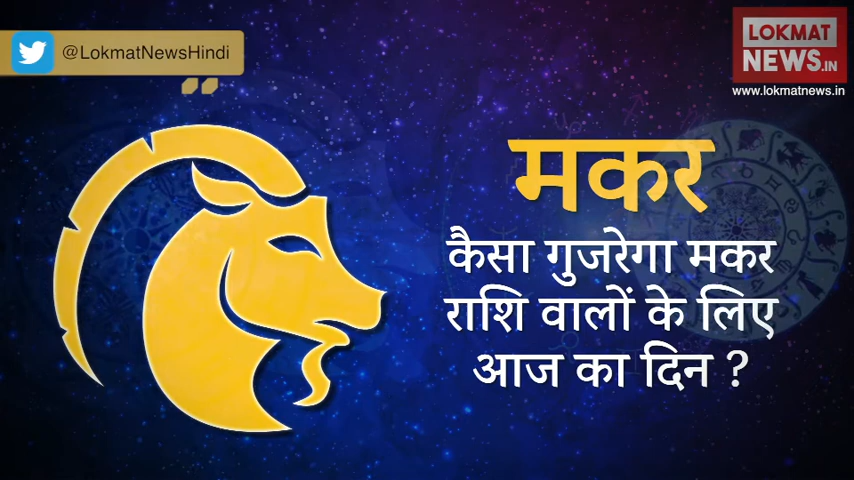 @LokmatNewsHindi
LOKMAT
NEWS.IN
www.lokmatnews.in
मकर
कैसा गुजरेगा मकर
राशि वालों के लिए
आज का दिन ?